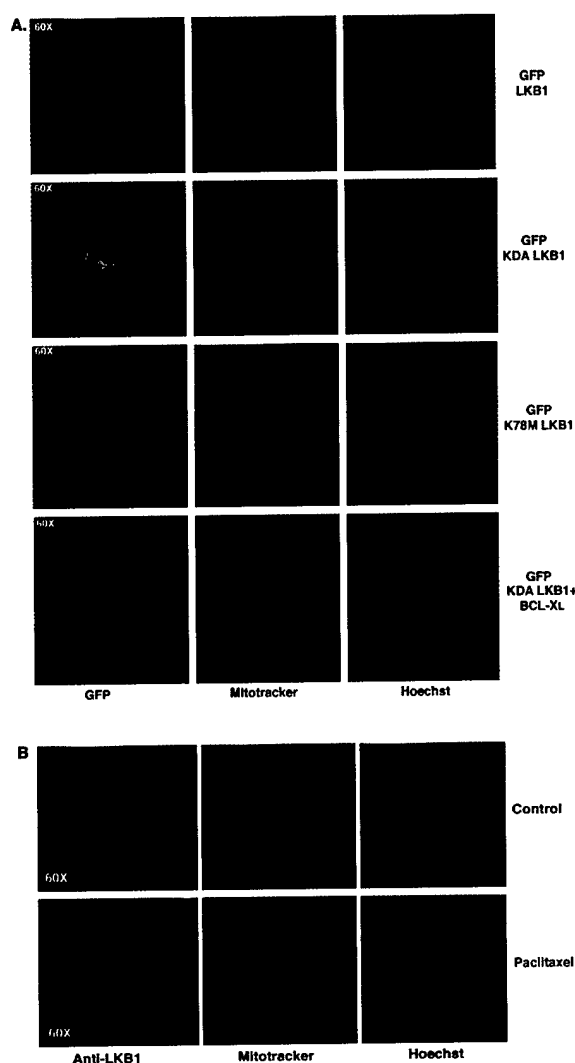 A.
60X
GFP
LKB1
60X
GFP
KDA LKB1
60X
GFP
K78M LKB1
60X
GFP
KDA LKB1+
BCL-XL
GFP Mitotracker Hoechst
B
60X
Control
60X
Paclitaxel
Anti-LKB1 Mitotracker Hoechst